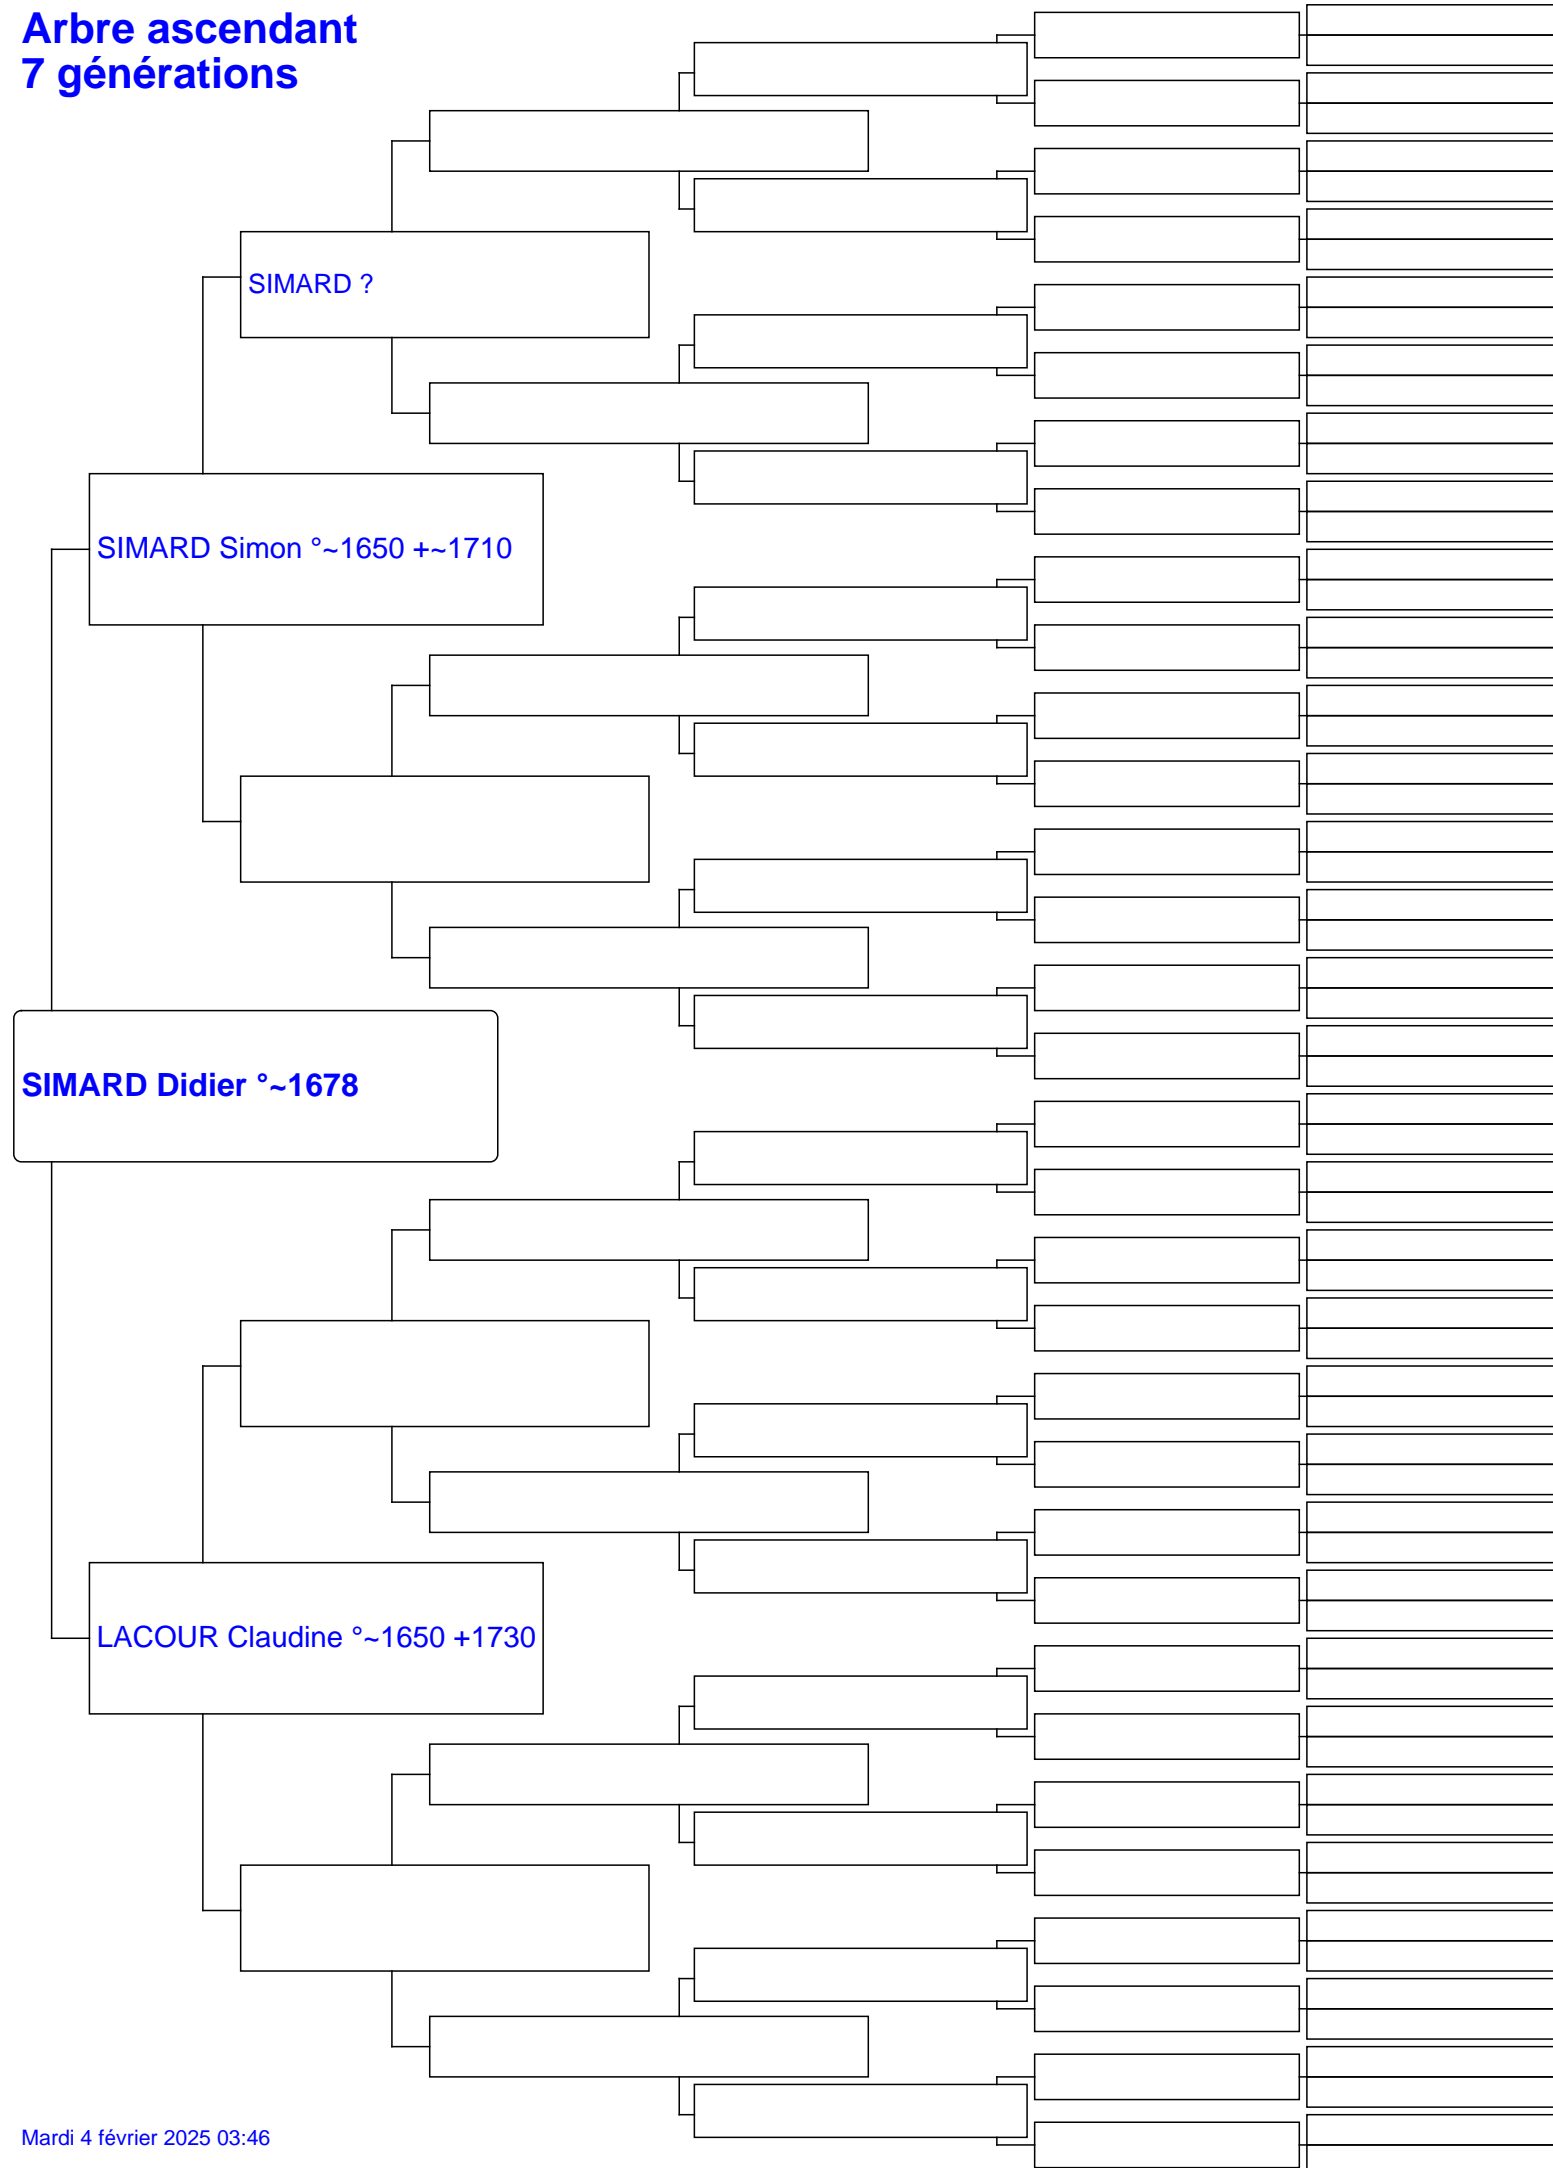 Arbre ascendant
7 générations
SIMARD ?
SIMARD Simon °~1650 +~1710
SIMARD Didier °~1678
LACOUR Claudine °~1650 +1730
Mardi 4 février 2025 03:46